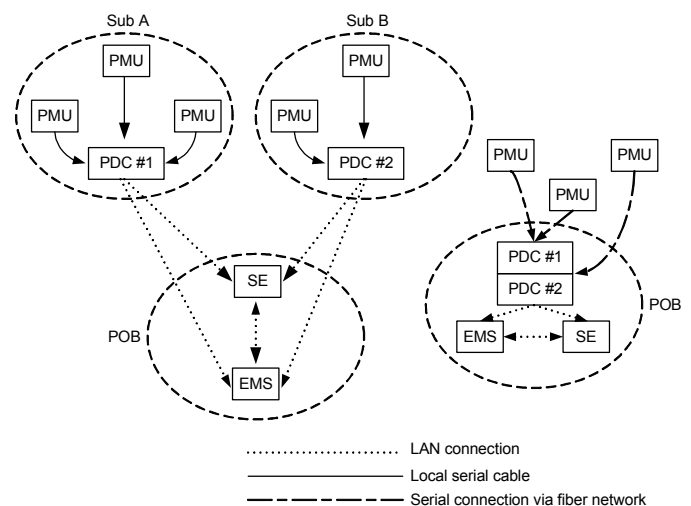 Sub A
Sub B
PMU
PMU
PMU
PMU
PMU
PDC #1
PDC #2
PMU
PMU
PMU
PDC #1
PDC #2
SE
POB
EMS
EMS
SE
POB
LAN connection
Local serial cable
Serial connection via fiber network